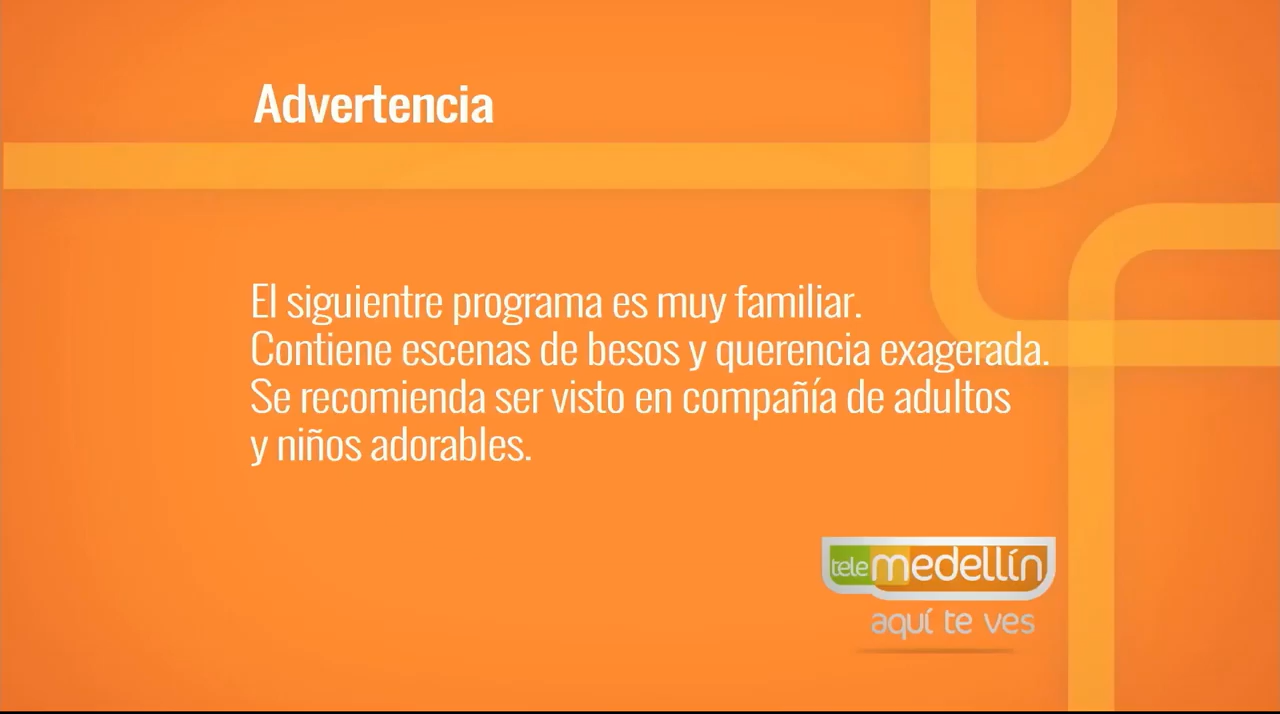 Advertencia
El siguientre programa es muy familiar.
Contiene escenas de besos y querencia exagerada.
Se recomienda ser visto en compañía de adultos
y niños adorables.
tele medellín
aquí te ves